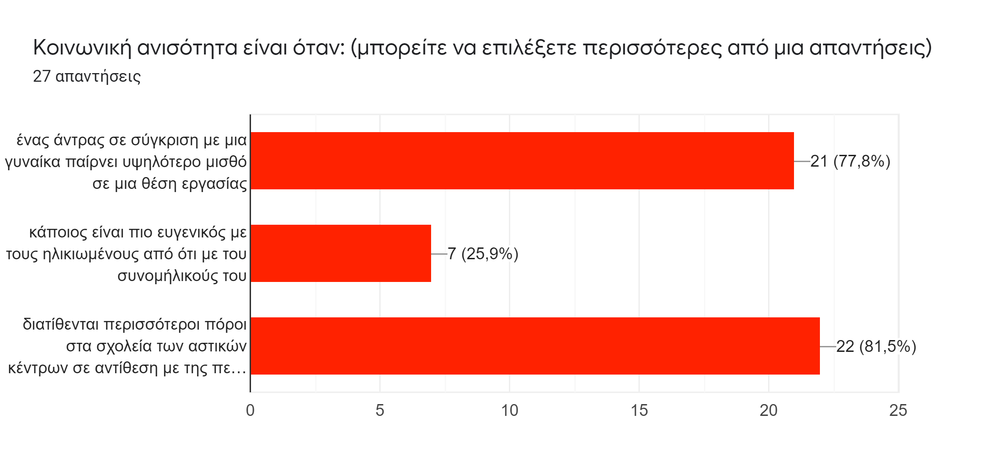 Κοινωνική ανισότητα είναι όταν: (μπορείτε να επιλέξετε περισσότερες από μια απαντήσεις)
27 απαντήσεις
ένας άντρας σε σύγκριση με μια
γυναίκα παίρνει υψηλότερο μισθό
σε μια θέση εργασίας
21 (77,8%)
κάποιος είναι πιο ευγενικός με
τους ηλικιωμένους από ότι με του
συνομήλικούς του
7 (25,9%)
διατίθενται περισσότεροι πόροι
στα σχολεία των αστικών
κέντρων σε αντίθεση με της πε…
22 (81,5%)
0 5 10 15 20 25